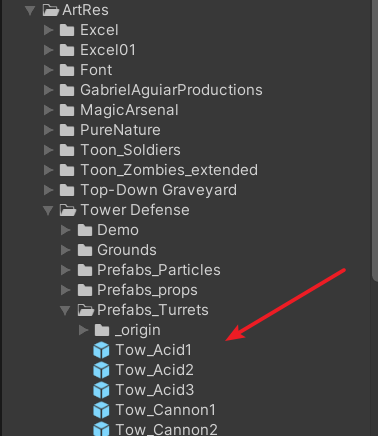 ArtRes
Excel
Excel01
Font
GabrielAguiarProductions
MagicArsenal
PureNature
Toon_Soldiers
Toon_Zombies_extended
Top-Down Graveyard
Tower Defense
Demo
Grounds
Prefabs_Particles
Prefabs_props
Prefabs_Turrets
_origin
Tow_Acid1
Tow_Acid2
Tow_Acid3
Tow_Cannon1
Tow_Cannon2